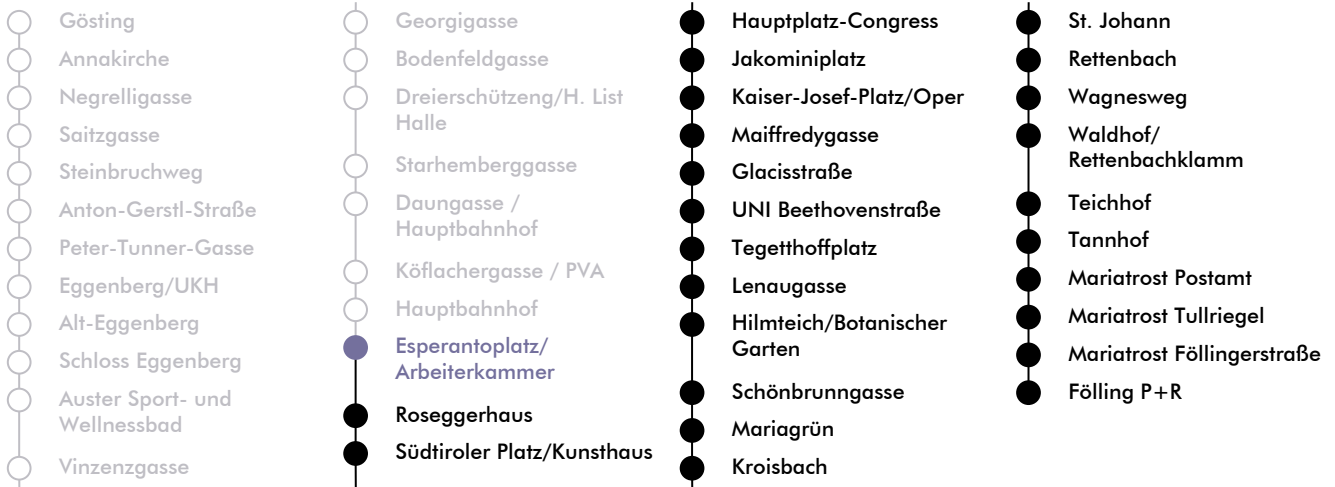 Gösting
Annakirche
Negrelligasse
Saitzgasse
Steinbruchweg
Anton-Gerstl-Straße
Peter-Tunner-Gasse
Eggenberg/UKH
Alt-Eggenberg
Schloss Eggenberg
Auster Sport- und
Wellnessbad
Vinzenzgasse
Georgigasse
Bodenfeldgasse
Dreierschützeng/H. List
Halle
Starhemberggasse
Daungasse /
Hauptbahnhof
Köflachergasse / PVA
Hauptbahnhof
Esperantoplatz/
Arbeiterkammer
Roseggerhaus
Südtiroler Platz/Kunsthaus
Hauptplatz-Congress
Jakominiplatz
Kaiser-Josef-Platz/Oper
Maiffredygasse
Glacisstraße
UNI Beethovenstraße
Tegetthoffplatz
Lenaugasse
Hilmteich/Botanischer
Garten
Schönbrunngasse
Mariagrün
Kroisbach
St. Johann
Rettenbach
Wagnesweg
Waldhof/
Rettenbachklamm
Teichhof
Tannhof
Mariatrost Postamt
Mariatrost Tullriegel
Mariatrost Föllingerstraße
Fölling P+R